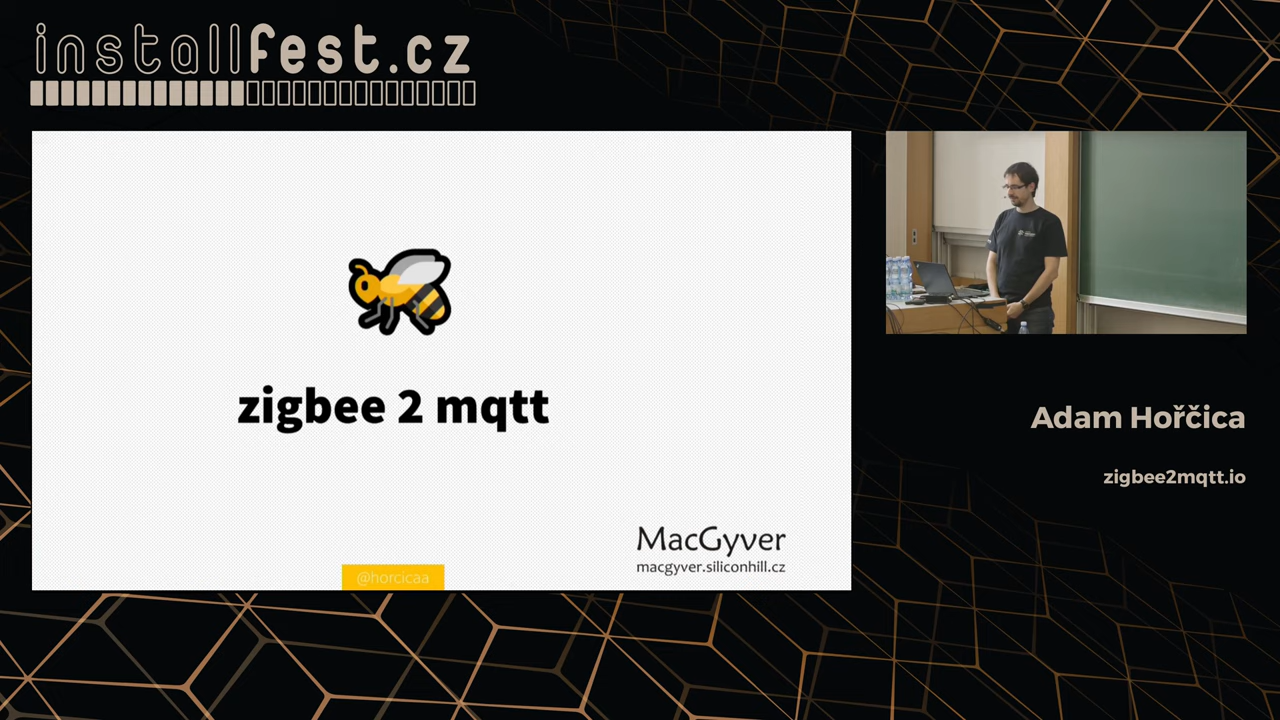 installfest.cz
zigbee 2 mqtt
MacGyver
macgyver.siliconhill.cz
@horcicaa
Adam Hořčica
zigbee2mqtt.io